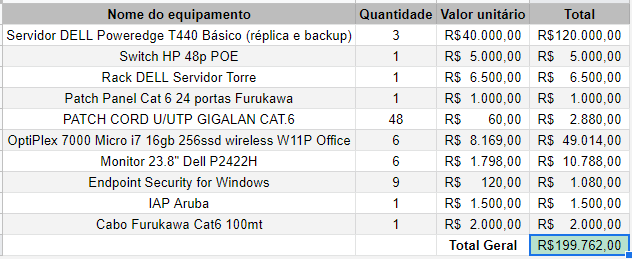 Nome do equipamento Quantidade Valor unitário Total
Servidor DELL Poweredge T440 Básico (réplica e backup) 3 R$40.000,00 R$120.000,00
Switch HP 48p POE 1 R$ 5.000,00 R$ 5.000,00
Rack DELL Servidor Torre 1 R$ 6.500,00 R$ 6.500,00
Patch Panel Cat 6 24 portas Furukawa 1 R$ 1.000,00 R$ 1.000,00
PATCH CORD U/UTP GIGALAN CAT.6 48 R$ 60,00 R$ 2.880,00
OptiPlex 7000 Micro i7 16gb 256ssd wireless W11P Office 6 R$ 8.169,00 R$ 49.014,00
Monitor 23.8" Dell P2422H 6 R$ 1.798,00 R$ 10.788,00
Endpoint Security for Windows 9 R$ 120,00 R$ 1.080,00
IAP Aruba 1 R$ 1.500,00 R$ 1.500,00
Cabo Furukawa Cat6 100mt 1 R$ 2.000,00 R$ 2.000,00
Total Geral R$199.762,00